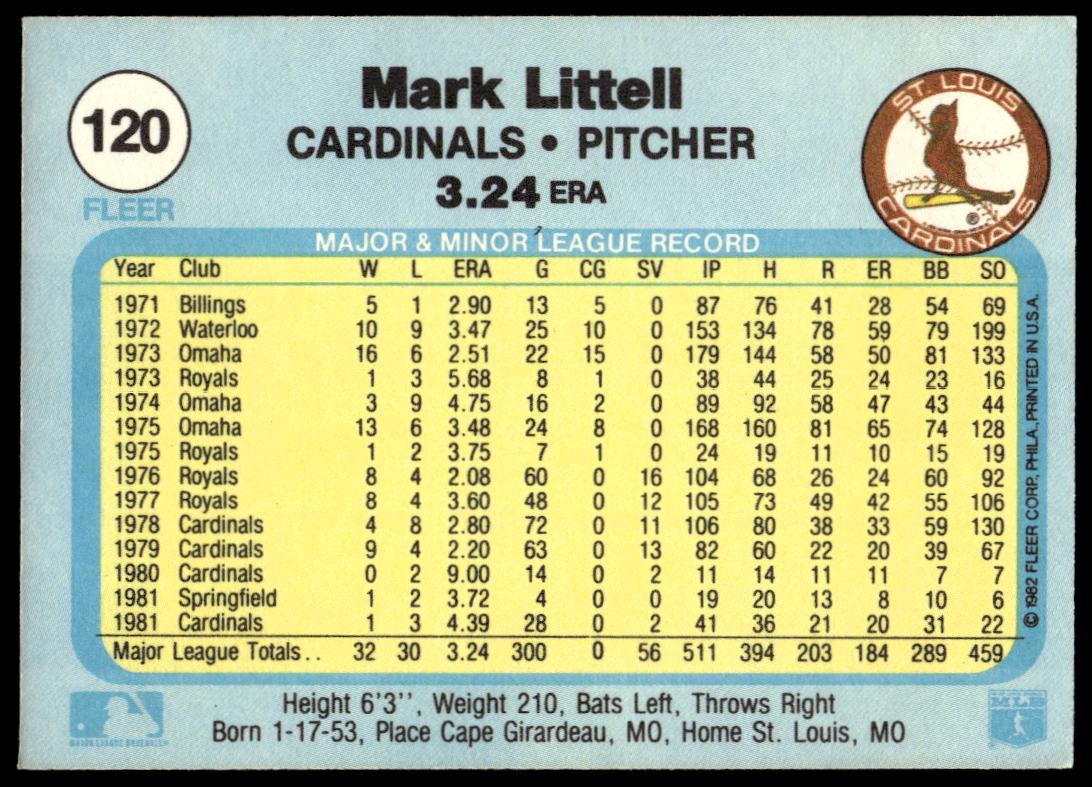 120
FLEER
Mark Littell
CARDINALS • PITCHER
3.24 ERA
ST. LOUIS
CARDINALS
MAJOR & MINOR LEAGUE RECORD
Year Club W L ERA G CG SV IP H R ER BB SO
1971 Billings 5 1 2.90 13 5 0 87 76 41 28 54 69
1972 Waterloo 10 9 3.47 25 10 0 153 134 78 59 79 199
1973 Omaha 16 6 2.51 22 15 0 179 144 58 50 81 133
1973 Royals 1 3 5.68 8 1 0 38 44 25 24 23 16
1974 Omaha 3 9 4.75 16 2 0 89 92 58 47 43 44
1975 Omaha 13 6 3.48 24 8 0 168 160 81 65 74 128
1975 Royals 1 2 3.75 7 1 0 24 19 11 10 15 19
1976 Royals 8 4 2.08 60 0 16 104 68 26 24 60 92
1977 Royals 8 4 3.60 48 0 12 105 73 49 42 55 106
1978 Cardinals 4 8 2.80 72 0 11 106 80 38 33 59 130
1979 Cardinals 9 4 2.20 63 0 13 82 60 22 20 39 67
1980 Cardinals 0 2 9.00 14 0 2 11 14 11 11 7 7
1981 Springfield 1 2 3.72 4 0 0 19 20 13 8 10 6
1981 Cardinals 1 3 4.39 28 0 2 41 36 21 20 31 22
Major League Totals . . 32 30 3.24 300 0 56 511 394 203 184 289 459
© 1982 FLEER CORP., PHILA., PRINTED IN U.S.A.
Height 6'3'', Weight 210, Bats Left, Throws Right
Born 1-17-53, Place Cape Girardeau, MO, Home St. Louis, MO
MAJOR LEAGUE BASEBALL
MLB